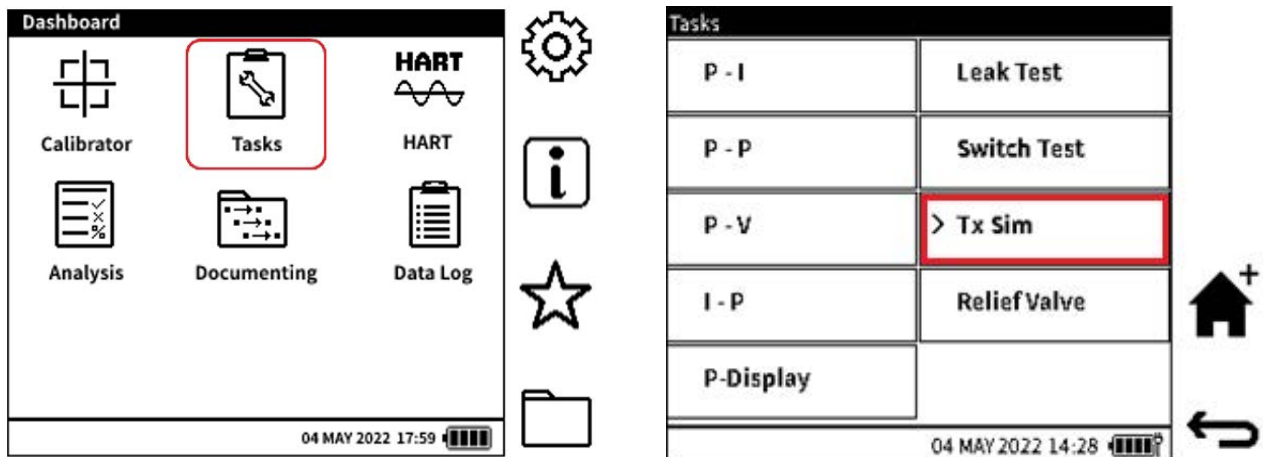 Dashboard
HART
Calibrator
Tasks
HART
Analysis
Documenting
Data Log
04 MAY 2022 17:59
Tasks
P - I
Leak Test
P - P
Switch Test
P - V
> Tx Sim
I - P
Relief Valve
P-Display
04 MAY 2022 14:28